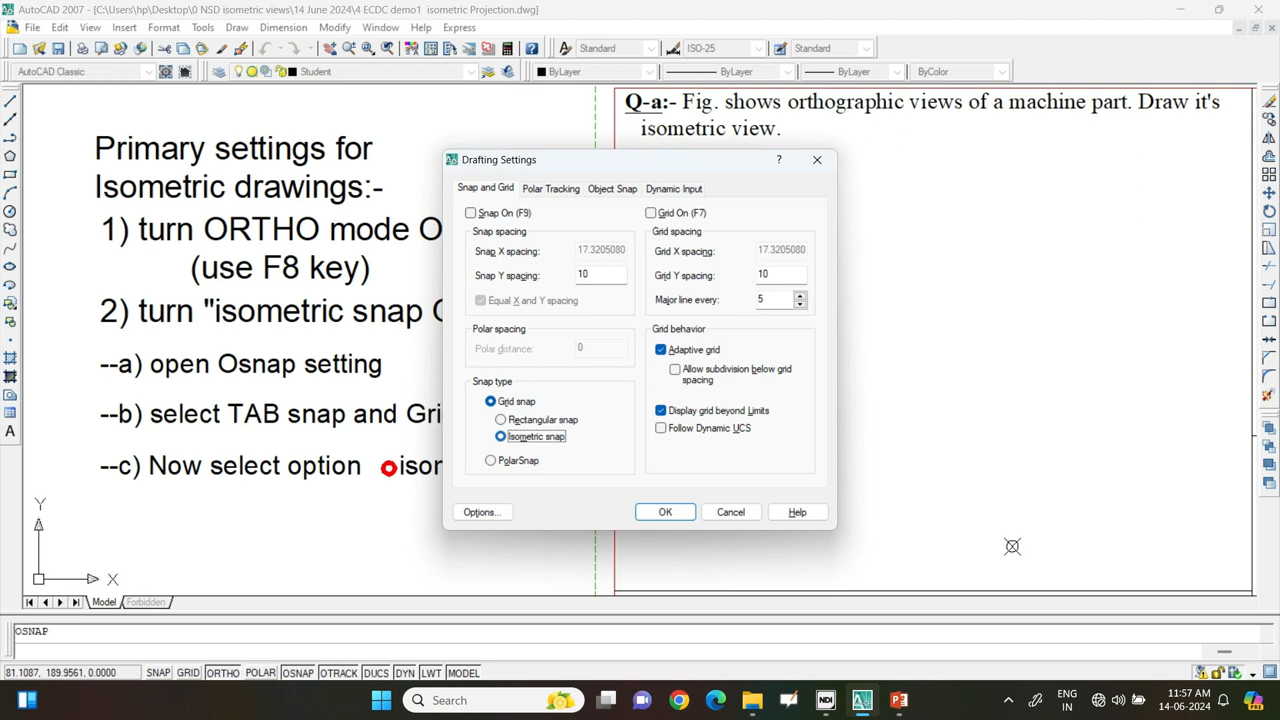 AutoCAD 2007 - [C:\Users\hp\Desktop\0 NSD isometric views\14 June 2024\4 ECDC demo1 isometric Projection.dwg]
File Edit View Insert Format Tools Draw Dimension Modify Window Help Express
Standard ISO-25 Standard
AutoCAD Classic Student ByLayer ByLayer ByLayer ByColor
Q-a:- Fig. shows orthographic views of a machine part. Draw it's
isometric view.
Primary settings for
Isometric drawings:-
1) turn ORTHO mode O
(use F8 key)
2) turn "isometric snap
--a) open Osnap setting
--b) select TAB snap and Gri
--c) Now select option isor
Drafting Settings
Snap and Grid Polar Tracking Object Snap Dynamic Input
Snap On (F9)
Snap spacing
Snap X spacing: 17.3205080
Snap Y spacing: 10
Equal X and Y spacing
Polar spacing
Polar distance: 0
Snap type
Grid snap
Rectangular snap
Isometric snap
PolarSnap
Grid On (F7)
Grid spacing
Grid X spacing: 17.3205080
Grid Y spacing: 10
Major line every: 5
Grid behavior
Adaptive grid
Allow subdivision below grid
spacing
Display grid beyond Limits
Follow Dynamic UCS
Options... OK Cancel Help
Y
X
Model Forbidden
OSNAP
81.1087, 189.9561, 0.0000 SNAP GRID ORTHO POLAR OSNAP OTRACK DUCS DYN LWT MODEL
Search
ENG
IN
11:57 AM
14-06-2024